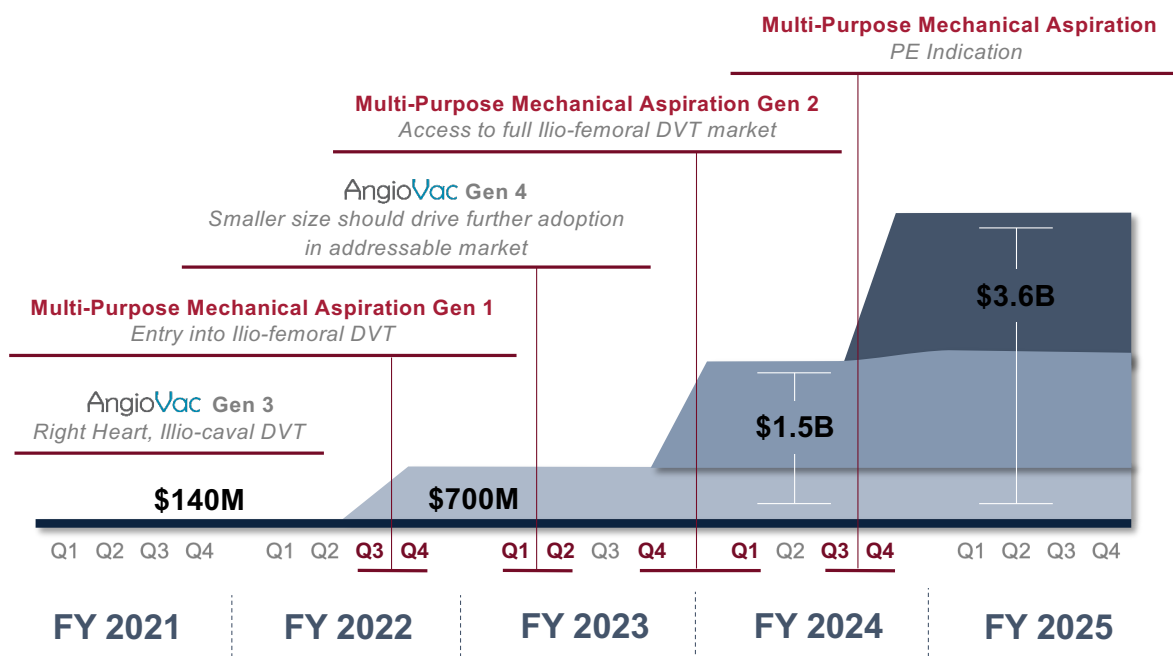 Multi-Purpose Mechanical Aspiration
PE Indication
Multi-Purpose Mechanical Aspiration Gen 2
Access to full Ilio-femoral DVT market
AngioVac Gen 4
Smaller size should drive further adoption
in addressable market
Multi-Purpose Mechanical Aspiration Gen 1
Entry into Ilio-femoral DVT
AngioVac Gen 3
Right Heart, Illio-caval DVT
$3.6B
$1.5B
$140M
$700M
Q1 Q2 Q3 Q4 Q1 Q2 Q3 Q4 Q1 Q2 Q3 Q4 Q1 Q2 Q3 Q4 Q1 Q2 Q3 Q4
FY 2021 FY 2022 FY 2023 FY 2024 FY 2025